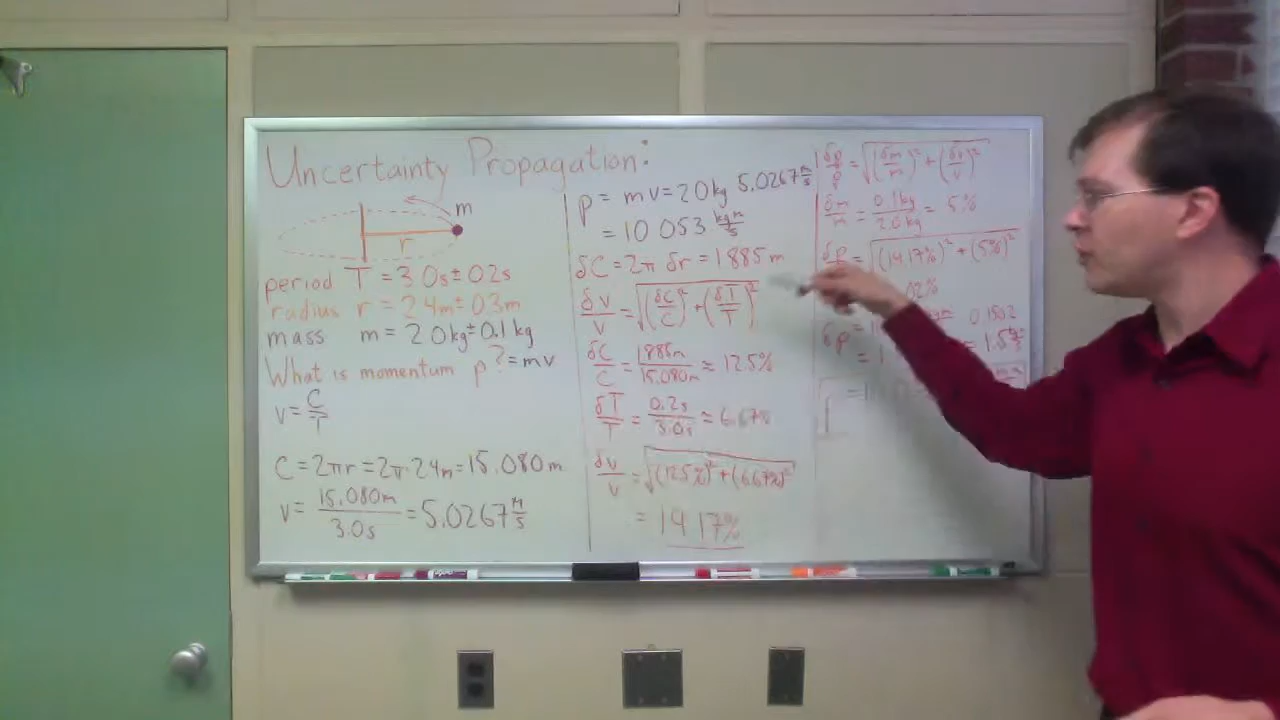 Uncertainty Propagation:
m
r
period T = 3.0s ± 0.2s
radius r = 2.4m ± 0.3m
mass m = 2.0kg ± 0.1kg
What is momentum p? = mv
v = C/T
C = 2πr = 2π·2.4m = 15.080m
v = 15.080m/3.0s = 5.0267 m/s
p = mv = 2.0kg 5.0267 m/s
= 10.053 kg m/s
δC = 2π δr = 1.885m
δv/v = √((δC/C)² + (δT/T)²)
δC/C = 1.885m/15.080m ≈ 12.5%
δT/T = 0.2s/3.0s ≈ 6.67%
δv/v = √((12.5%)² + (6.67%)²)
= 14.17%
δp/p = √((δm/m)² + (δv/v)²)
δm/m = 0.1kg/2.0kg = 5%
= √((14.17%)² + (5%)²)
02%
δp = 0.1502